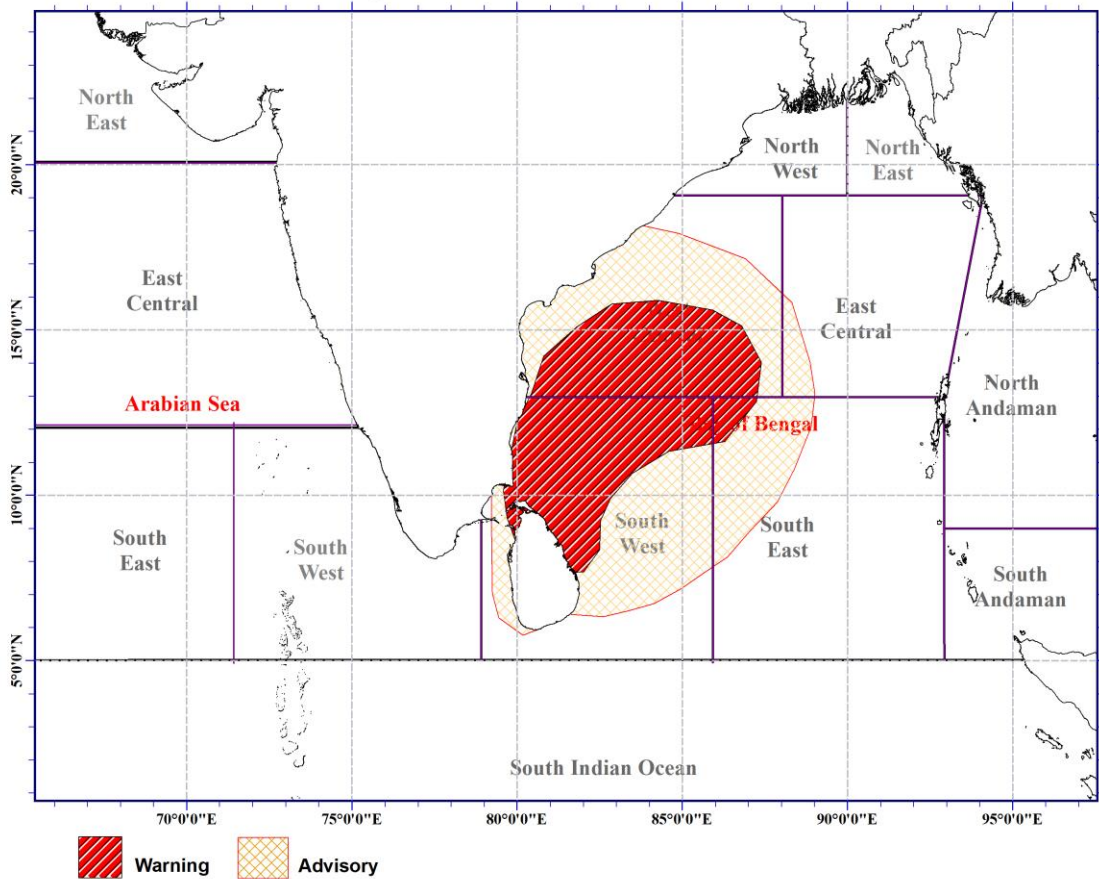 North
East
North
West
North
East
20°0'0"N
East
Central
East
Central
15°0'0"N
North
Andaman
Arabian Sea
of Bengal
10°0'0"N
South
East
South
West
South
West
South
East
South
Andaman
5°0'0"N
South Indian Ocean
70°0'0"E
75°0'0"E
80°0'0"E
85°0'0"E
90°0'0"E
95°0'0"E
Warning
Advisory